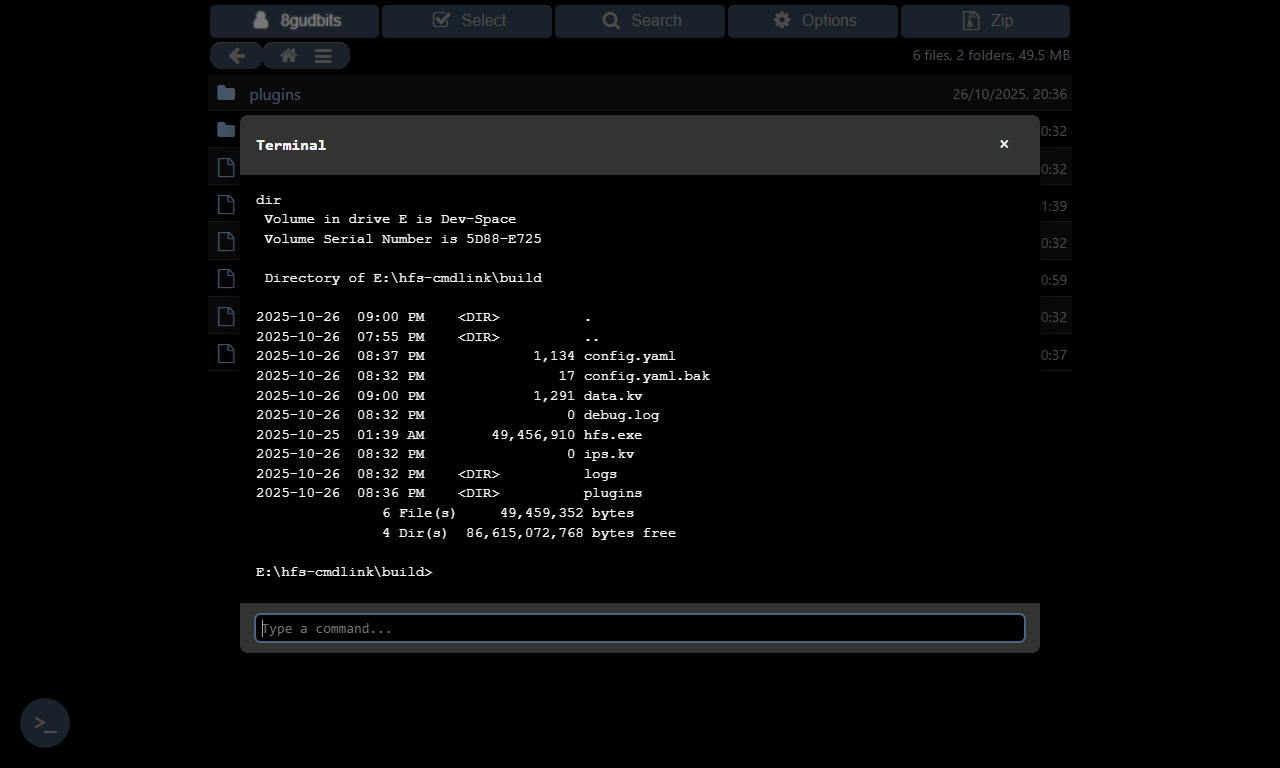 8gudbits Select Search Options Zip
6 files, 2 folders, 49.5 MB
plugins 26/10/2025, 20:36
0:32
Terminal ×
0:32
dir
1:39
 Volume in drive E is Dev-Space
 Volume Serial Number is 5D88-E725
0:32
 Directory of E:\hfs-cmdlink\build
0:59
2025-10-26  09:00 PM    <DIR>          .
0:32
2025-10-26  07:55 PM    <DIR>          ..
2025-10-26  08:37 PM             1,134 config.yaml
0:37
2025-10-26  08:32 PM                17 config.yaml.bak
2025-10-26  09:00 PM             1,291 data.kv
2025-10-26  08:32 PM                 0 debug.log
2025-10-25  01:39 AM        49,456,910 hfs.exe
2025-10-26  08:32 PM                 0 ips.kv
2025-10-26  08:32 PM    <DIR>          logs
2025-10-26  08:36 PM    <DIR>          plugins
               6 File(s)     49,459,352 bytes
               4 Dir(s)  86,615,072,768 bytes free
E:\hfs-cmdlink\build>
Type a command...
>_